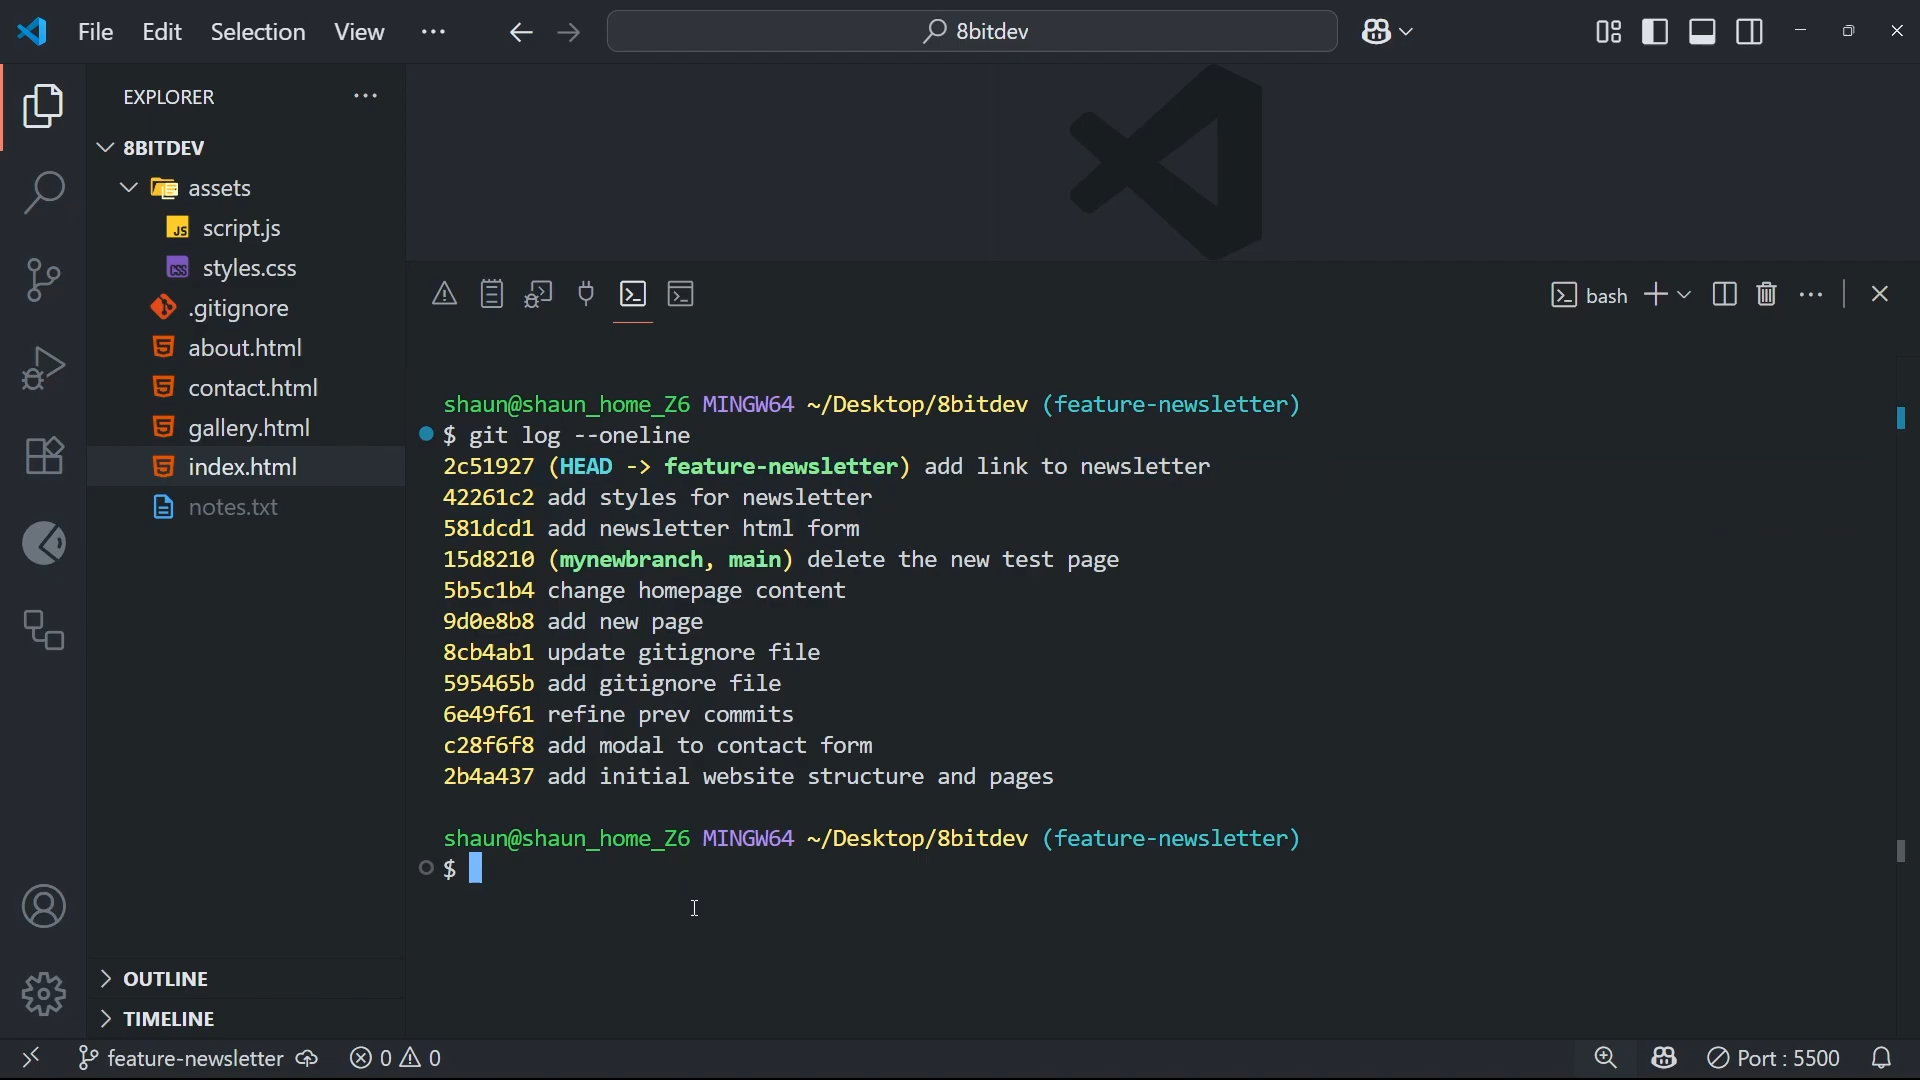 File Edit Selection View ··· 8bitdev
EXPLORER ···
8BITDEV
assets
script.js
styles.css
.gitignore
about.html
contact.html
gallery.html
index.html
notes.txt
OUTLINE
TIMELINE
bash
shaun@shaun_home_Z6 MINGW64 ~/Desktop/8bitdev (feature-newsletter)
$ git log --oneline
2c51927 (HEAD -> feature-newsletter) add link to newsletter
42261c2 add styles for newsletter
581dcd1 add newsletter html form
15d8210 (mynewbranch, main) delete the new test page
5b5c1b4 change homepage content
9d0e8b8 add new page
8cb4ab1 update gitignore file
595465b add gitignore file
6e49f61 refine prev commits
c28f6f8 add modal to contact form
2b4a437 add initial website structure and pages
shaun@shaun_home_Z6 MINGW64 ~/Desktop/8bitdev (feature-newsletter)
$
feature-newsletter 0 0 Port : 5500